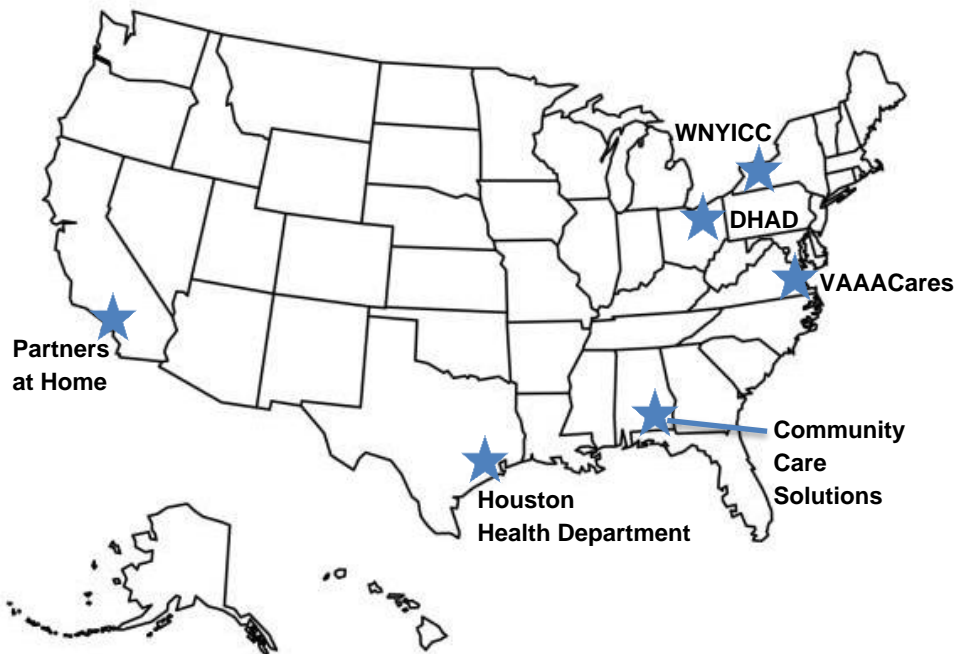 WNYICC
DHAD
VAAACares
Partners
at Home
Community
Care
Solutions
Houston
Health Department